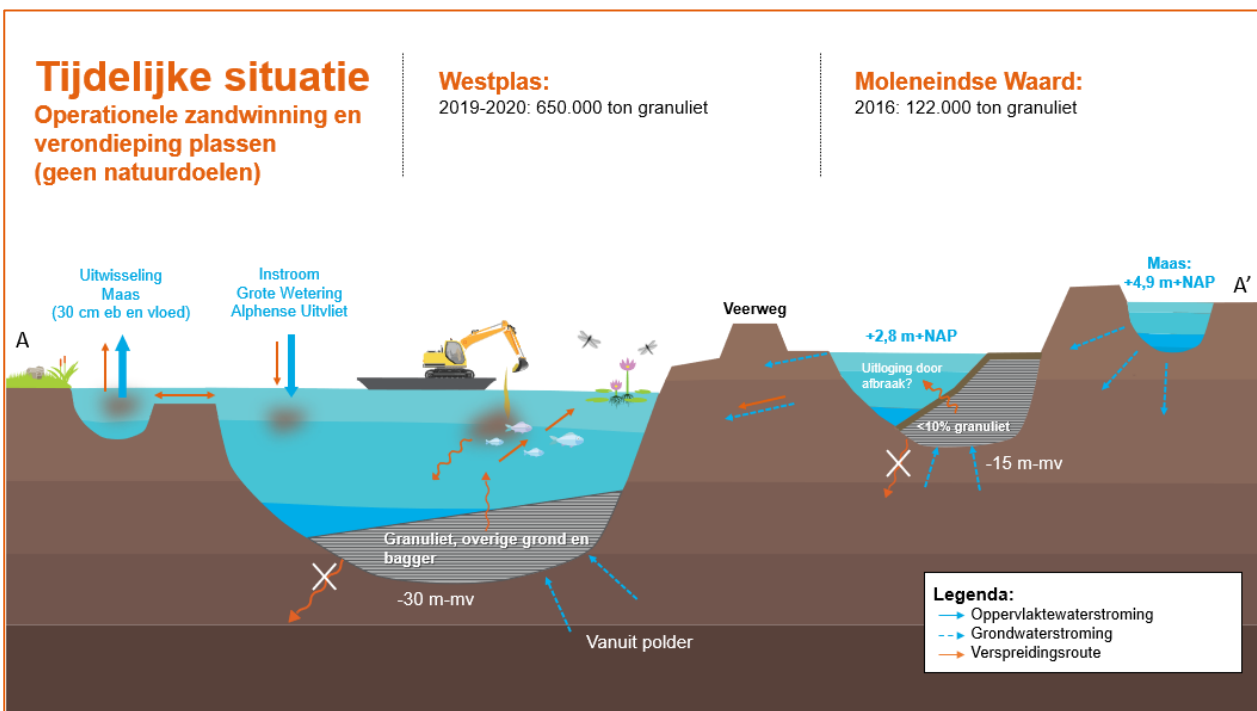 Tijdelijke situatie
Operationele zandwinning en
verondieping plassen
(geen natuurdoelen)
Westplas:
2019-2020: 650.000 ton granuliet
Moleneindse Waard:
2016: 122.000 ton granuliet
A
Uitwisseling
Maas
(30 cm eb en vloed)
Instroom
Grote Wetering
Alphense Uitvliet
Veerweg
+2,8 m+NAP
Maas:
+4,9 m+NAP
A’
Uitloging door
afbraak?
<10% granuliet
-15 m-mv
Granuliet, overige grond en
bagger
-30 m-mv
Vanuit polder
Legenda:
Oppervlaktewaterstroming
Grondwaterstroming
Verspreidingsroute